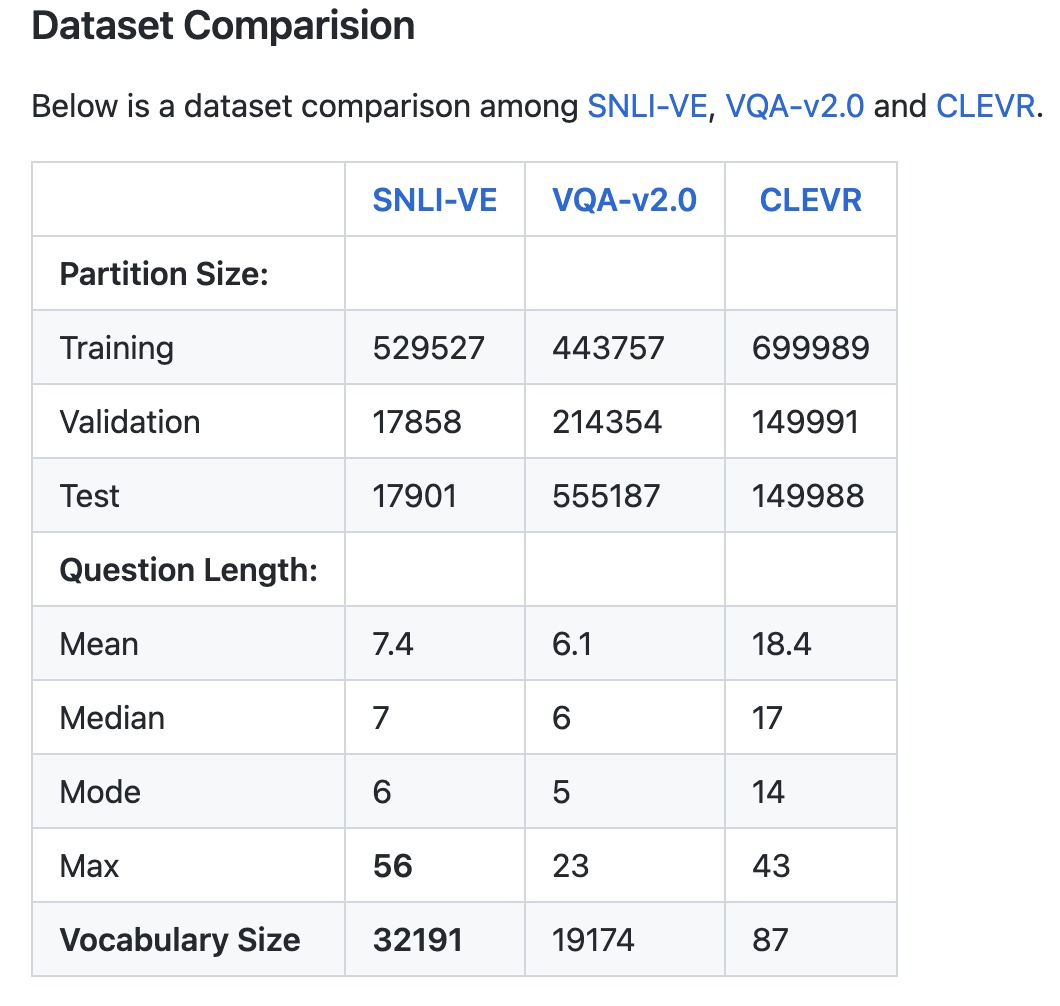 Dataset Comparision
Below is a dataset comparison among SNLI-VE, VQA-v2.0 and CLEVR.
SNLI-VE VQA-v2.0 CLEVR
Partition Size:
Training 529527 443757 699989
Validation 17858 214354 149991
Test 17901 555187 149988
Question Length:
Mean 7.4 6.1 18.4
Median 7 6 17
Mode 6 5 14
Max 56 23 43
Vocabulary Size 32191 19174 87